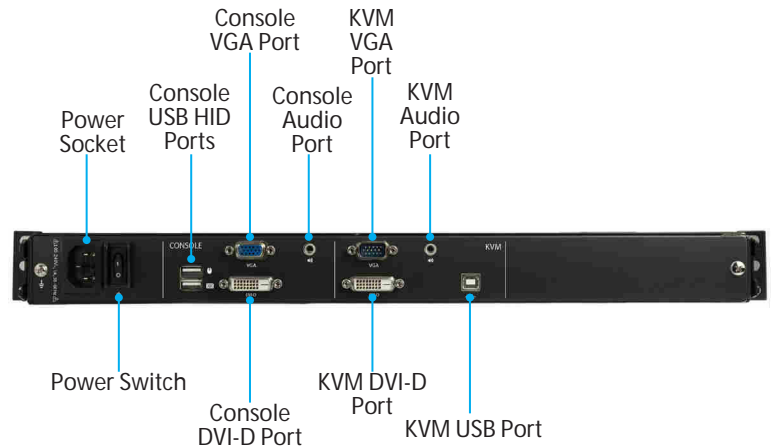 Console
VGA Port
KVM
VGA
Port
Console
USB HID
Ports
Console
Audio
Port
KVM
Audio
Port
Power
Socket
CONSOLE
VGA
VGA
KVM
Power Switch
Console
DVI-D Port
KVM DVI-D
Port
KVM USB Port